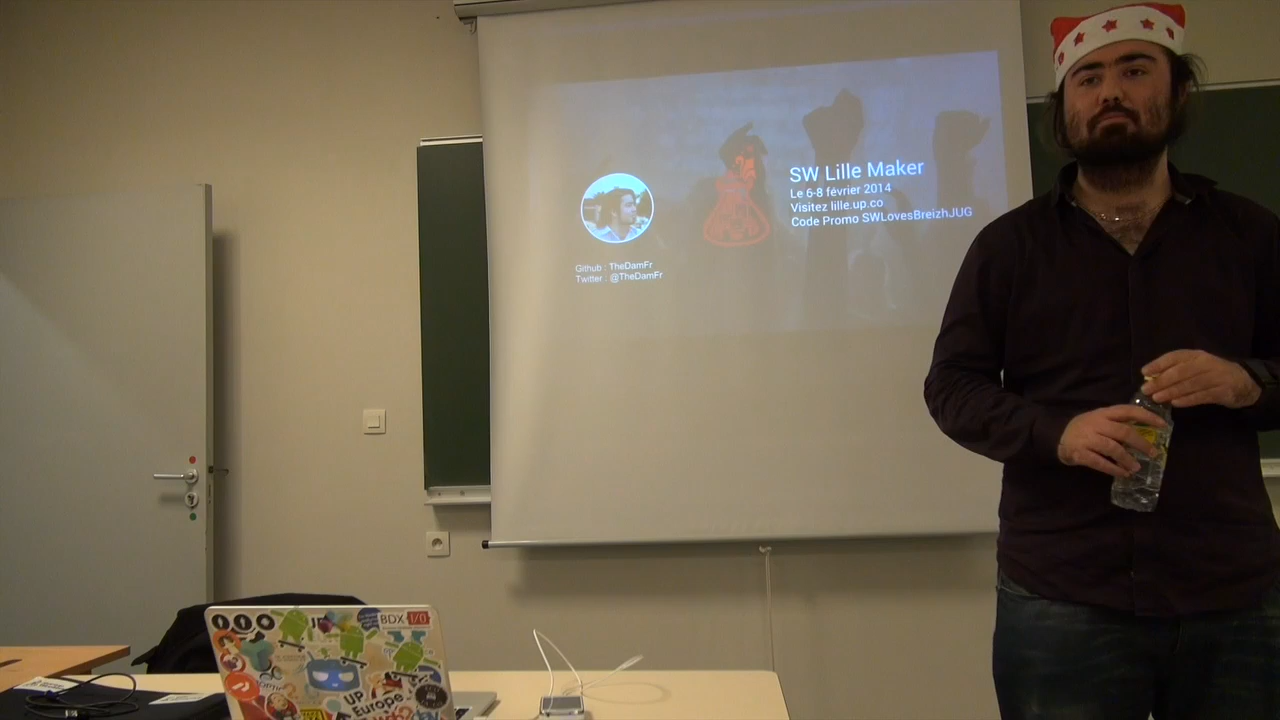 SW Lille Maker
Le 6-8 février 2014
Visitez lille.up.co
Code Promo SWLovesBreizhJUG
Github : TheDamFr
Twitter : @TheDamFr
BDX I/O
UP
Europe